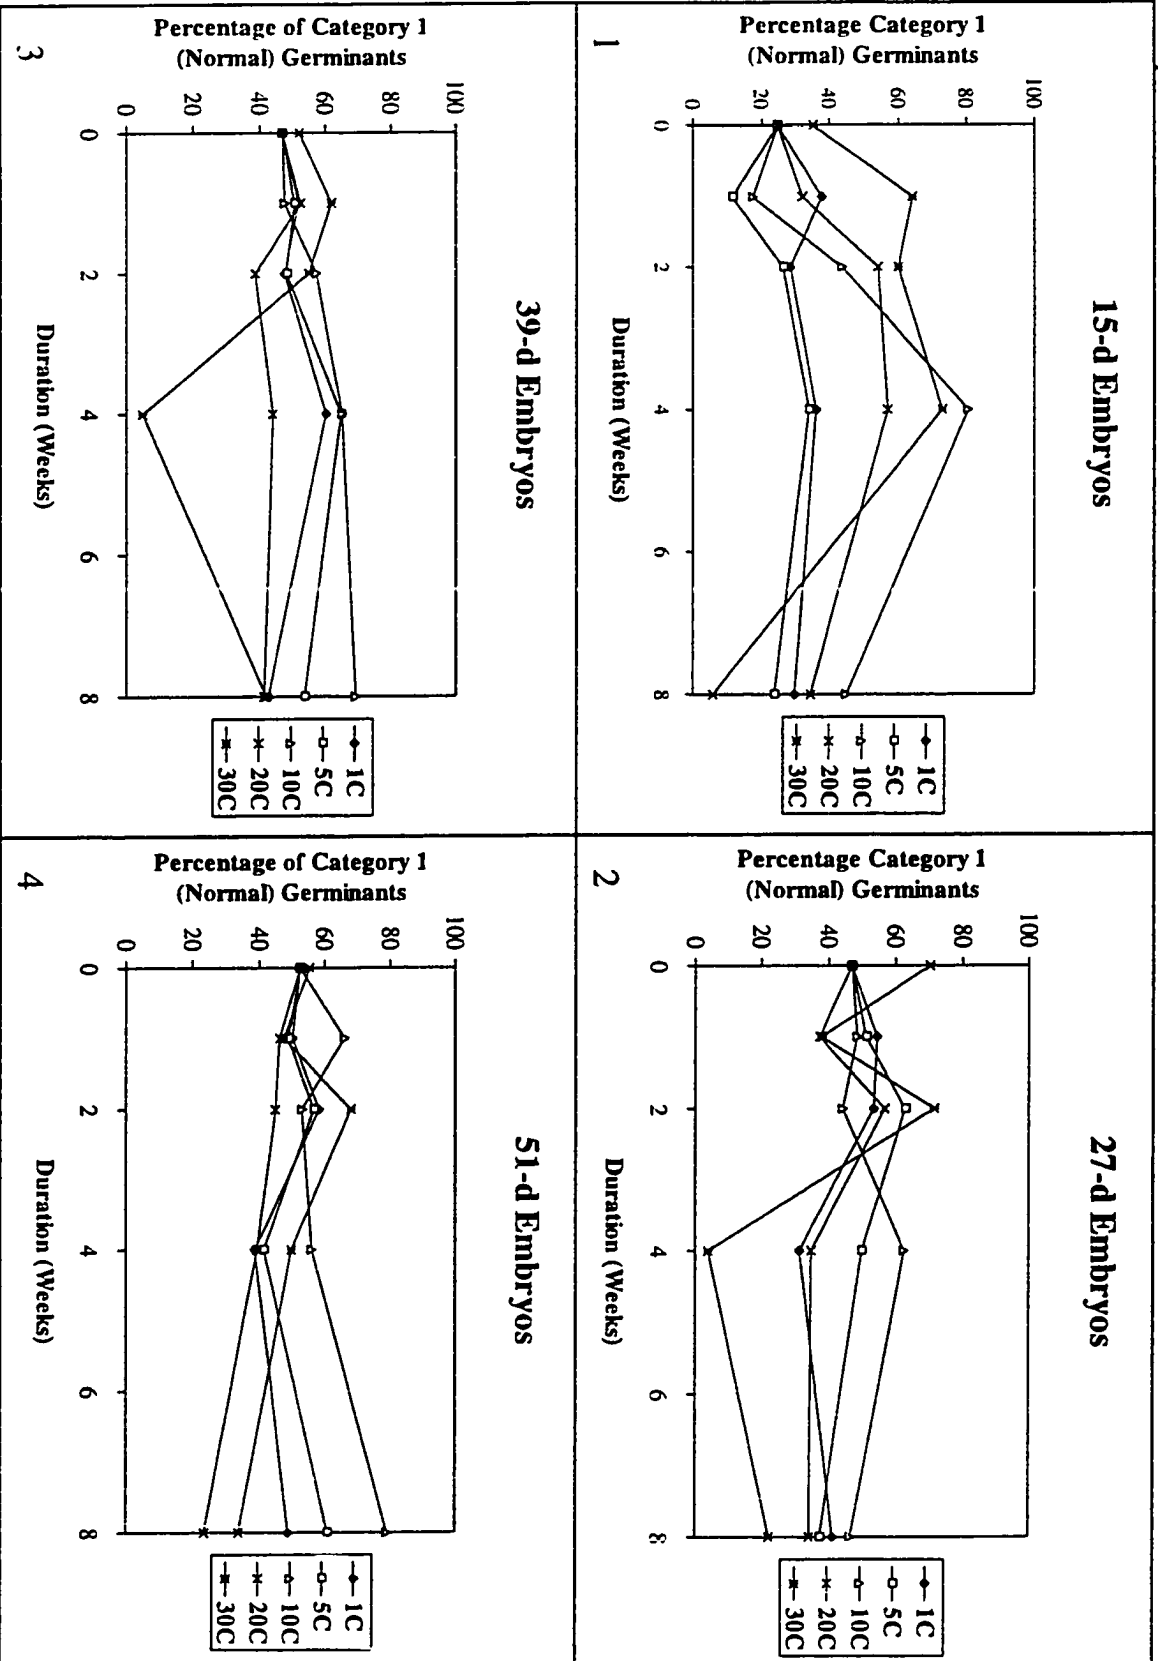 15-d Embryos
Percentage Category 1
(Normal) Germinants
100
80
60
40
20
0
0
2
4
6
8
Duration (Weeks)
1C
5C
10C
20C
30C
1
27-d Embryos
Percentage Category 1
(Normal) Germinants
100
80
60
40
20
0
0
2
4
6
8
Duration (Weeks)
1C
5C
10C
20C
30C
2
39-d Embryos
Percentage of Category 1
(Normal) Germinants
100
80
60
40
20
0
0
2
4
6
8
Duration (Weeks)
1C
5C
10C
20C
30C
3
51-d Embryos
Percentage of Category 1
(Normal) Germinants
100
80
60
40
20
0
0
2
4
6
8
Duration (Weeks)
1C
5C
10C
20C
30C
4